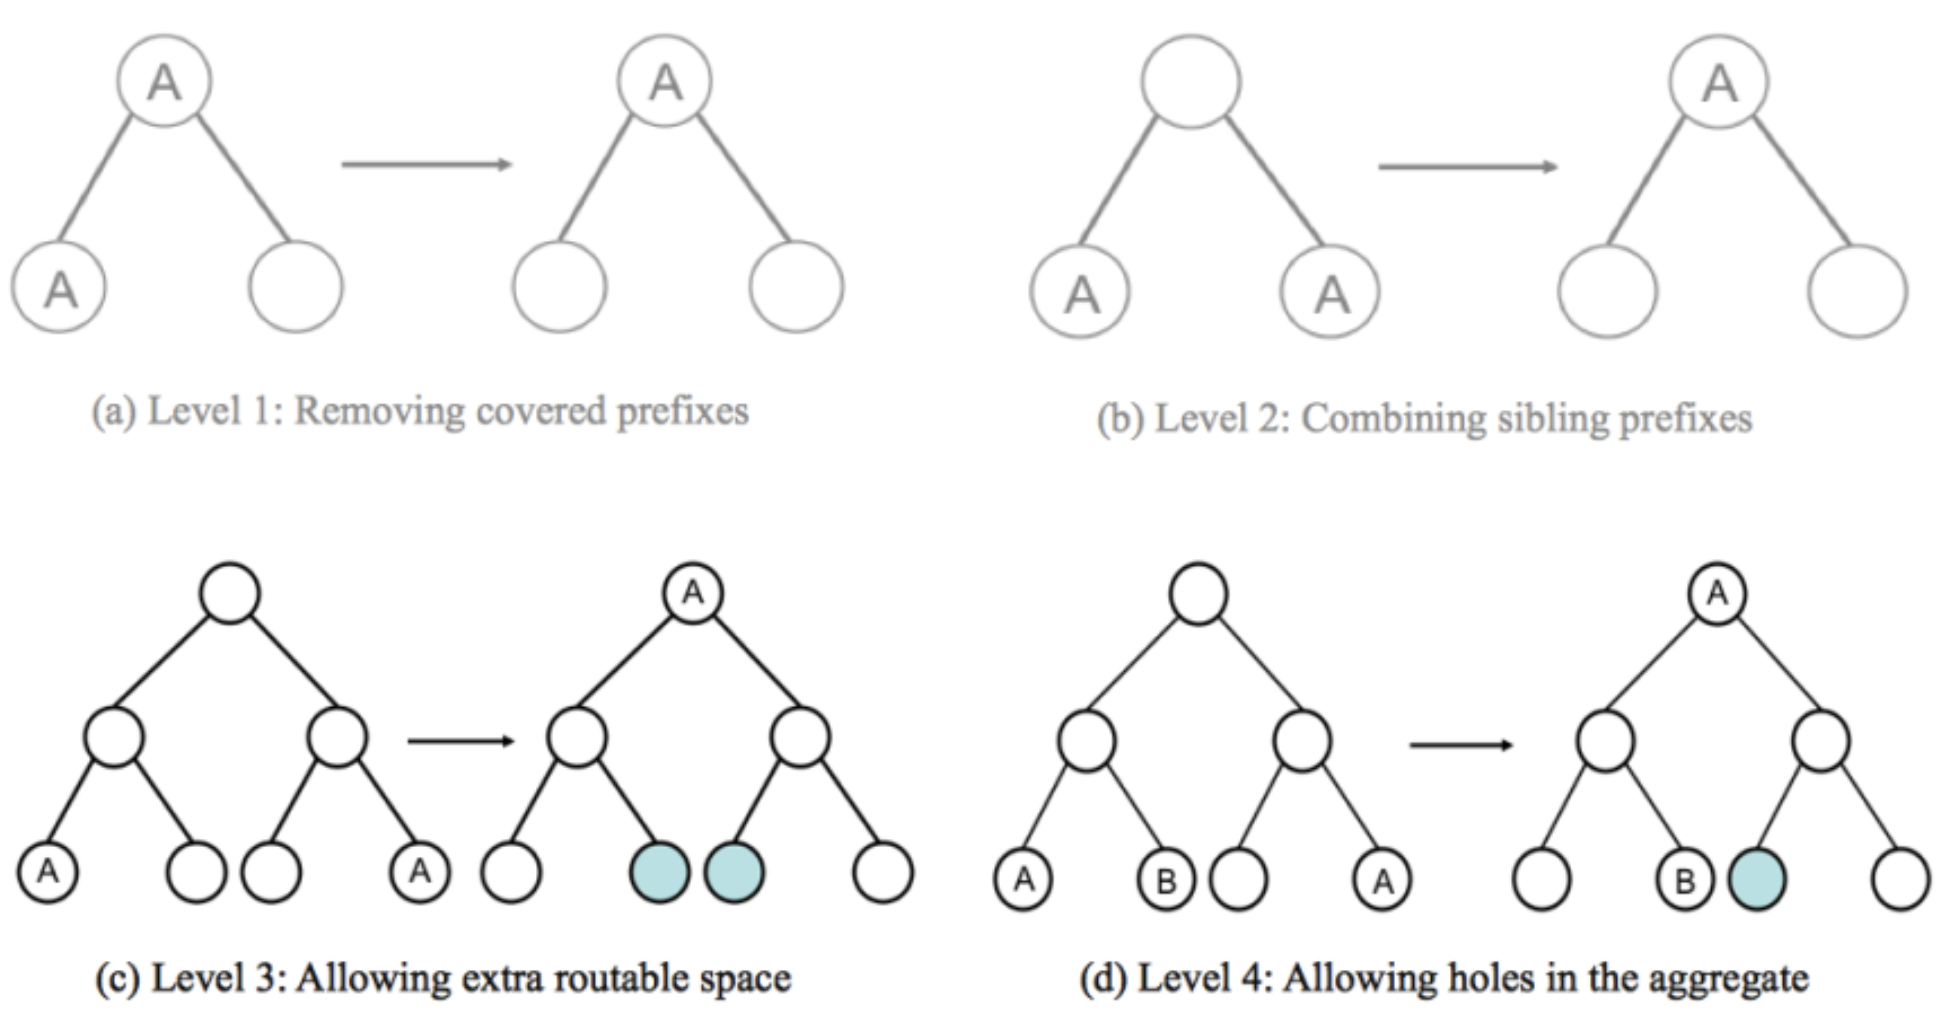 A
A
A
A
A
A
(a) Level 1: Removing covered prefixes
(b) Level 2: Combining sibling prefixes
A
A
A
A
A
B
A
B
(c) Level 3: Allowing extra routable space
(d) Level 4: Allowing holes in the aggregate